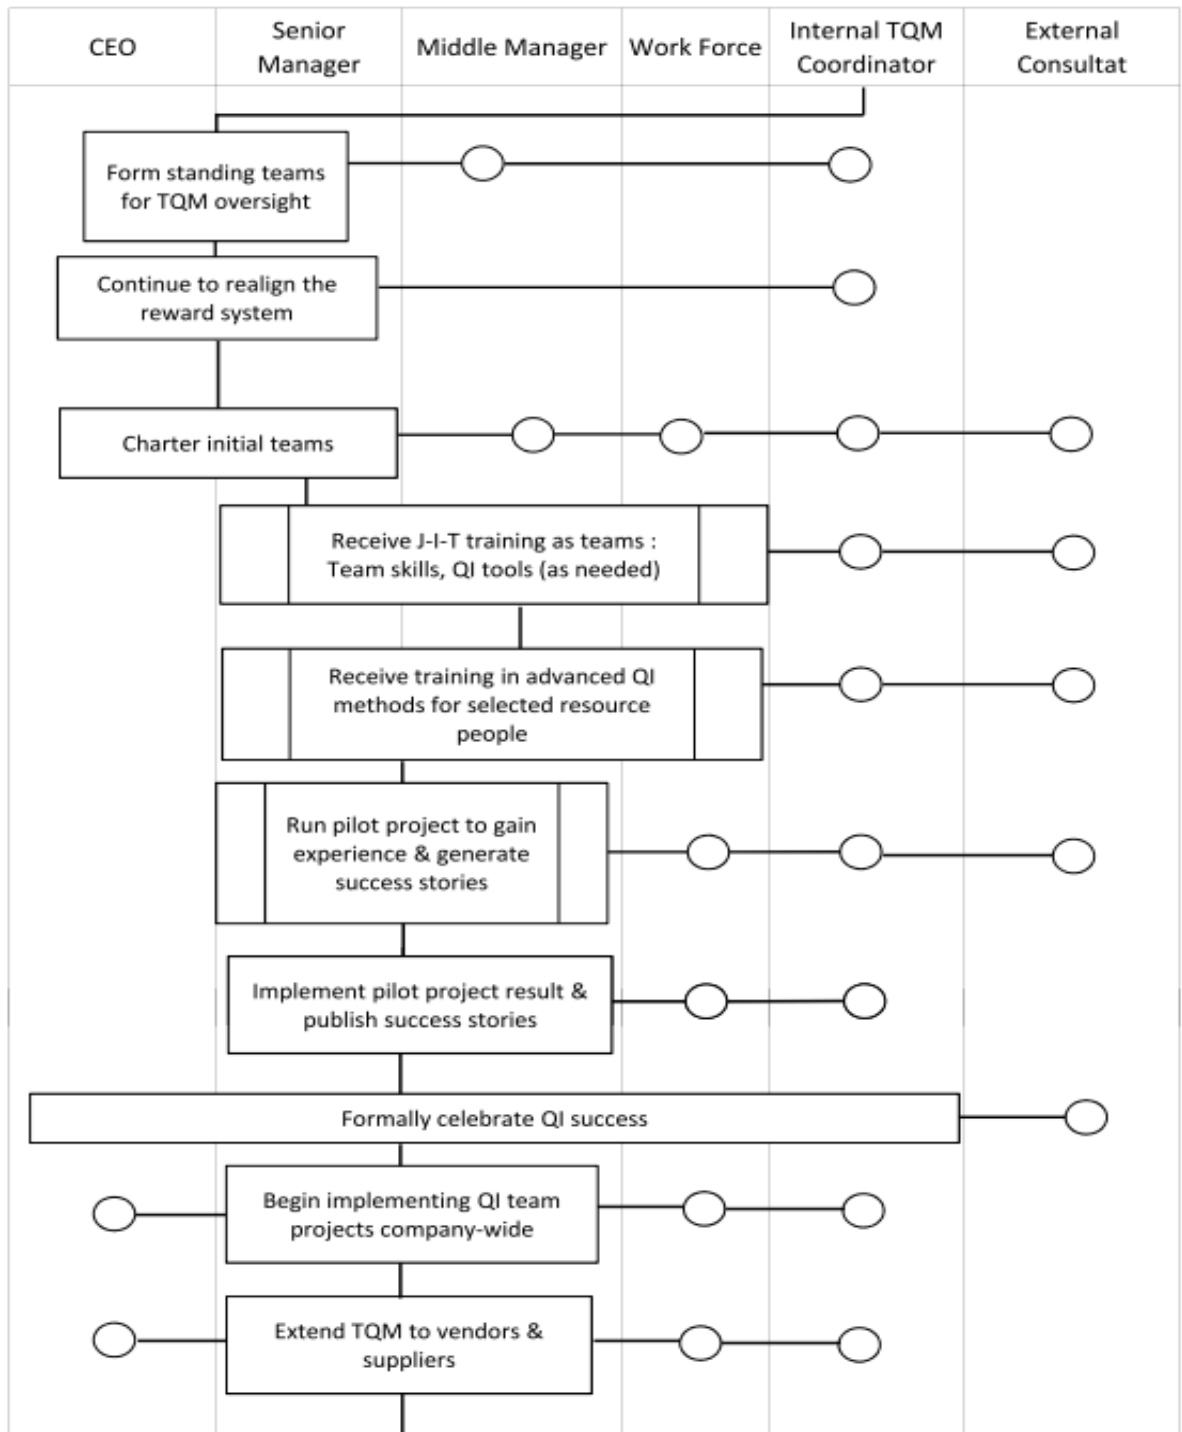 CEO
Senior
Manager
Middle Manager
Work Force
Internal TQM
Coordinator
External
Consultat
Form standing teams
for TQM oversight
Continue to realign the
reward system
Charter initial teams
Receive J-I-T training as teams :
Team skills, QI tools (as needed)
Receive training in advanced QI
methods for selected resource
people
Run pilot project to gain
experience & generate
success stories
Implement pilot project result &
publish success stories
Formally celebrate QI success
Begin implementing QI team
projects company-wide
Extend TQM to vendors &
suppliers